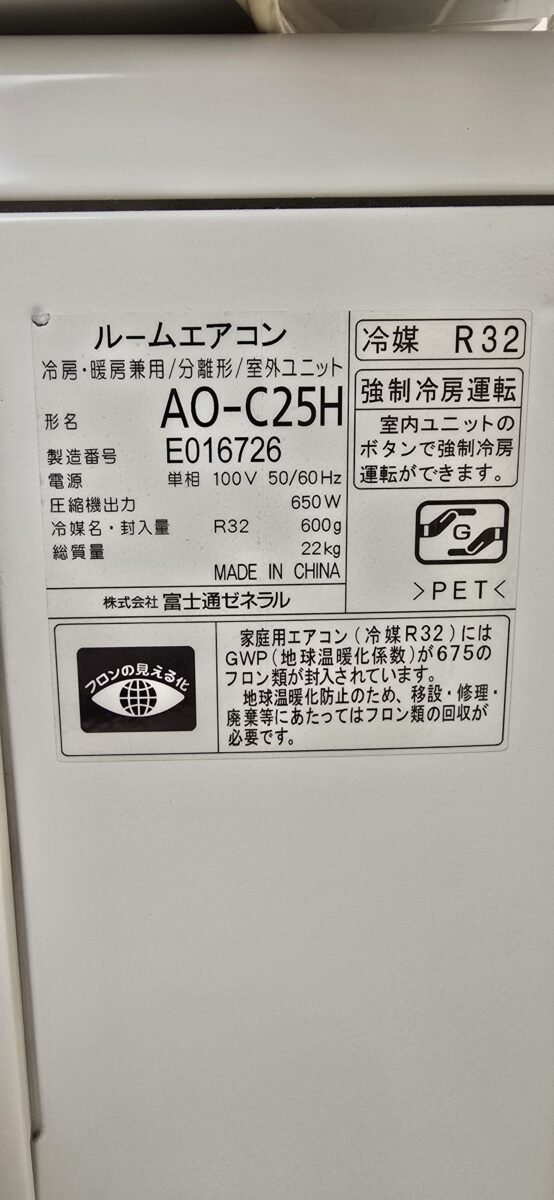 ルームエアコン
冷房・暖房兼用/分離形/室外ユニット
形名 AO-C25H
製造番号 E016726
電源 単相 100V 50/60Hz
圧縮機出力 650W
冷媒名・封入量 R32 600g
総質量 22kg
MADE IN CHINA
株式会社 富士通ゼネラル
冷媒 R32
強制冷房運転
室内ユニットの
ボタンで強制冷房
運転ができます。
G
>PET<
フロンの見える化
家庭用エアコン(冷媒R32)には
GWP(地球温暖化係数)が675の
フロン類が封入されています。
地球温暖化防止のため、移設・修理・
廃棄等にあたってはフロン類の回収が
必要です。